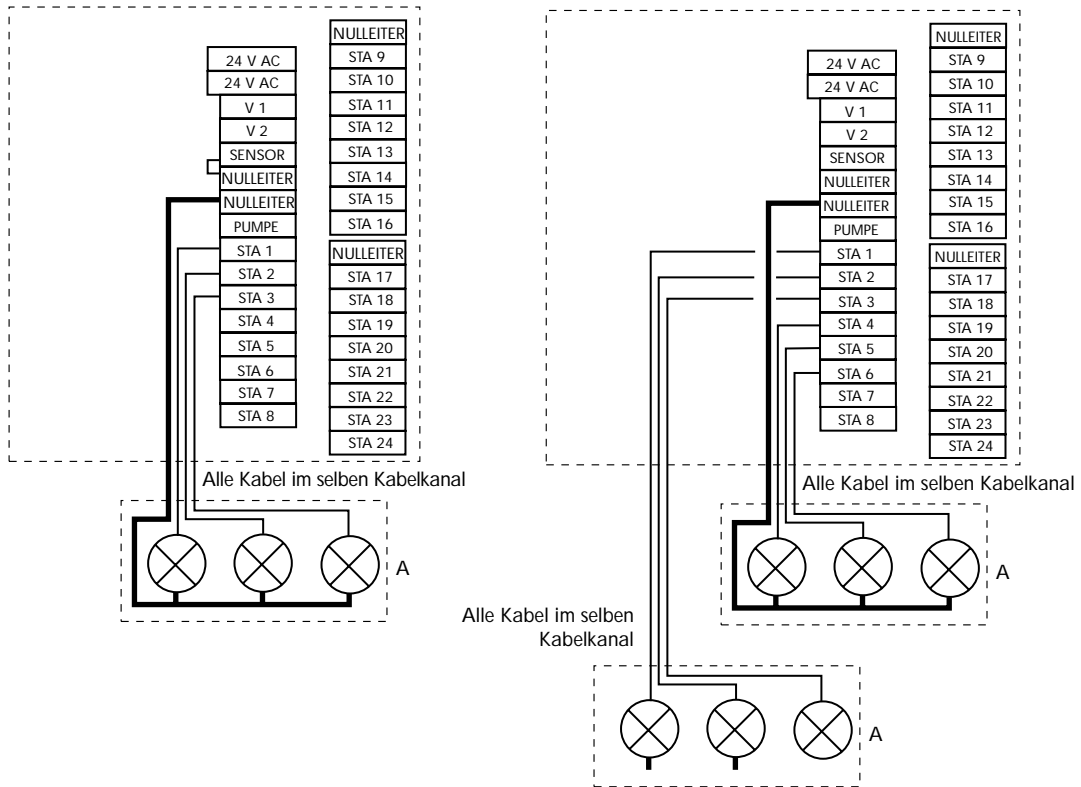 24 V AC
24 V AC
V 1
V 2
SENSOR
NULLEITER
NULLEITER
PUMPE
STA 1
STA 2
STA 3
STA 4
STA 5
STA 6
STA 7
STA 8
NULLEITER
STA 9
STA 10
STA 11
STA 12
STA 13
STA 14
STA 15
STA 16
NULLEITER
STA 17
STA 18
STA 19
STA 20
STA 21
STA 22
STA 23
STA 24
Alle Kabel im selben Kabelkanal
A
24 V AC
24 V AC
V 1
V 2
SENSOR
NULLEITER
NULLEITER
PUMPE
STA 1
STA 2
STA 3
STA 4
STA 5
STA 6
STA 7
STA 8
NULLEITER
STA 9
STA 10
STA 11
STA 12
STA 13
STA 14
STA 15
STA 16
NULLEITER
STA 17
STA 18
STA 19
STA 20
STA 21
STA 22
STA 23
STA 24
Alle Kabel im selben Kabelkanal
A
Alle Kabel im selben
Kabelkanal
A